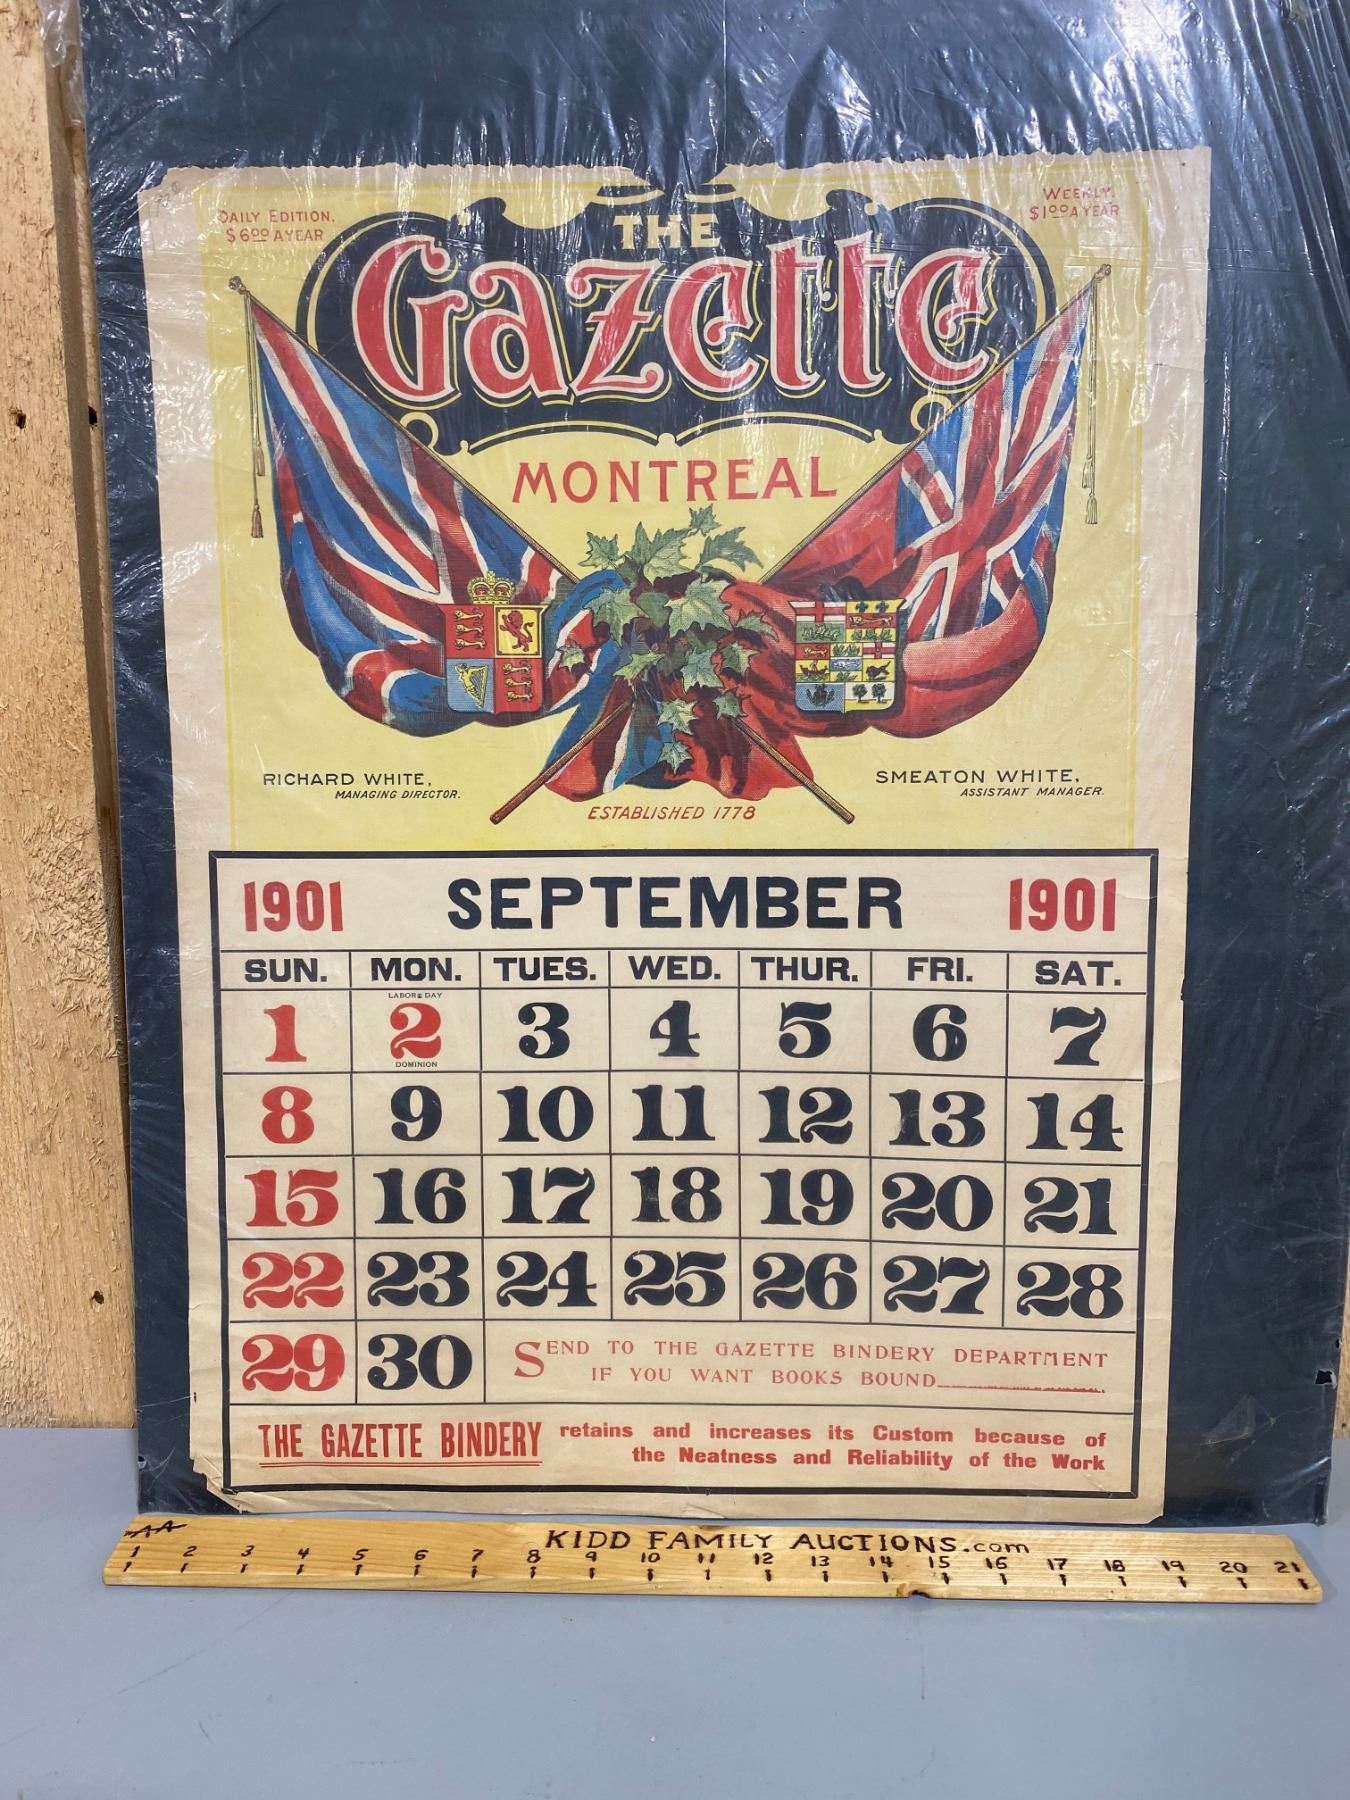 DAILY EDITION.
$6.00 A YEAR
WEEKLY
$1.00 A YEAR
THE
Gazette
MONTREAL
RICHARD WHITE,
MANAGING DIRECTOR.
SMEATON WHITE,
ASSISTANT MANAGER.
ESTABLISHED 1778
1901 SEPTEMBER 1901
SUN. MON. TUES. WED. THUR. FRI. SAT.
LABOR DAY
1 2 3 4 5 6 7
DOMINION
8 9 10 11 12 13 14
15 16 17 18 19 20 21
22 23 24 25 26 27 28
29 30
SEND TO THE GAZETTE BINDERY DEPARTMENT
IF YOU WANT BOOKS BOUND
THE GAZETTE BINDERY retains and increases its Custom because of
the Neatness and Reliability of the Work
KIDD FAMILY AUCTIONS.com
1 2 3 4 5 6 7 8 9 10 11 12 13 14 15 16 17 18 19 20 21